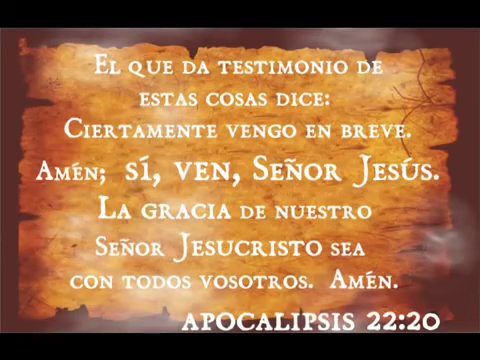 El que da testimonio de
estas cosas dice:
Ciertamente vengo en breve.
Amén; sí, ven, Señor Jesús.
La gracia de nuestro
Señor Jesucristo sea
con todos vosotros. Amén.
APOCALIPSIS 22:20